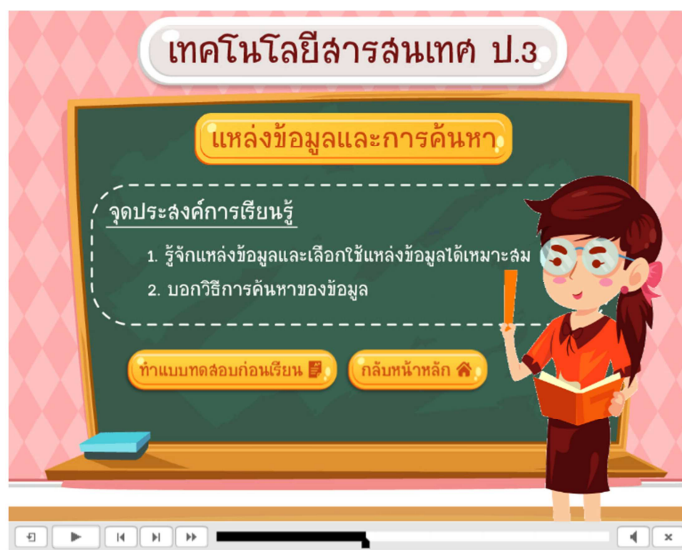 เทคโนโลยีสารสนเทศ ป.3
แหล่งข้อมูลและการค้นหา
จุดประสงค์การเรียนรู้
1. รู้จักแหล่งข้อมูลและเลือกใช้แหล่งข้อมูลได้เหมาะสม
2. บอกวิธีการค้นหาของข้อมูล
ทำแบบทดสอบก่อนเรียน
กลับหน้าหลัก